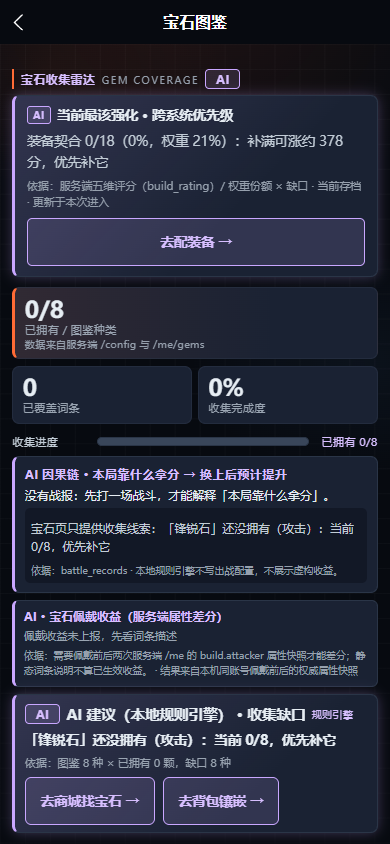 宝石图鉴
宝石收集雷达 GEM COVERAGE AI
AI 当前最该强化 • 跨系统优先级
装备契合 0/18（0%，权重 21%）：补满可涨约 378
分，优先补它
依据：服务端五维评分（build_rating）/ 权重份额 × 缺口 · 当前存档
· 更新于本次进入
去配装备 →
0/8
已拥有 / 图鉴种类
数据来自服务端 /config 与 /me/gems
0
已覆盖词条
0%
收集完成度
收集进度 已拥有 0/8
AI 因果链 • 本局靠什么拿分 → 换上后预计提升
没有战报：先打一场战斗，才能解释「本局靠什么拿分」。
宝石页只提供收集线索：「锋锐石」还没拥有（攻击）：当前
0/8，优先补它
依据：battle_records · 本地规则引擎不写出战配置，不展示虚构收益。
AI • 宝石佩戴收益（服务端属性差分）
佩戴收益未上报，先看词条描述
依据：需要佩戴前后两次服务端 /me 的 build.attacker 属性快照才能差分；静
态词条说明不算已生效收益。 · 结果来自本机同账号佩戴前后的权威属性快照
AI AI 建议（本地规则引擎） • 收集缺口 规则引擎
「锋锐石」还没拥有（攻击）：当前 0/8，优先补它
依据：图鉴 8 种 × 已拥有 0 颗，缺口 8 种
去商城找宝石 →
去背包镶嵌 →